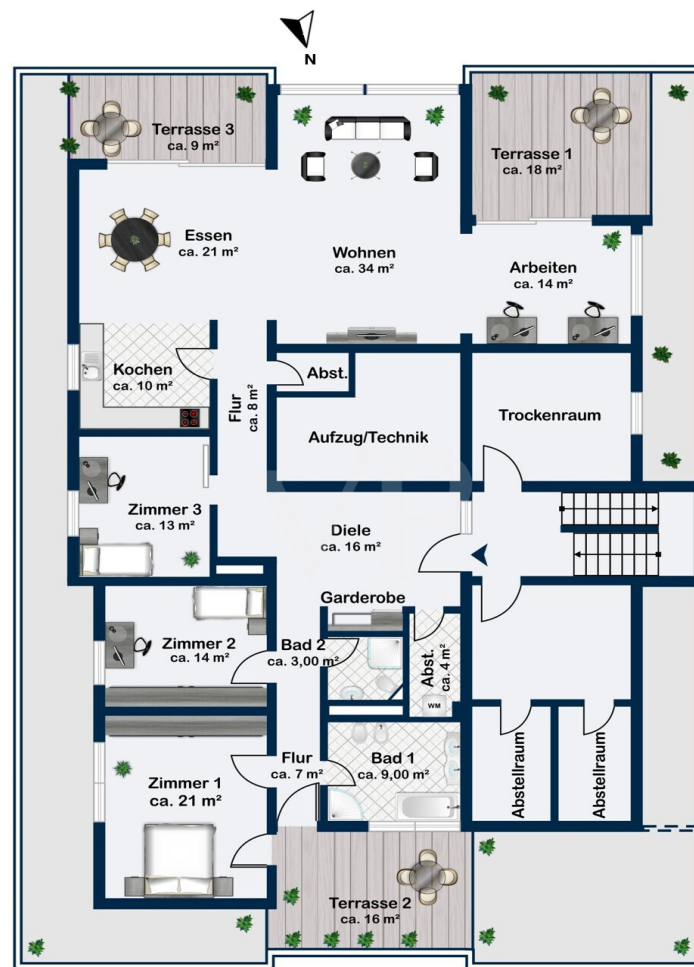 N
Terrasse 3
ca. 9 m²
Terrasse 1
ca. 18 m²
Essen
ca. 21 m²
Wohnen
ca. 34 m²
Arbeiten
ca. 14 m²
Kochen
ca. 10 m²
Flur
ca. 8 m²
Abst.
Aufzug/Technik
Trockenraum
Zimmer 3
ca. 13 m²
Diele
ca. 16 m²
Garderobe
Zimmer 2
ca. 14 m²
Bad 2
ca. 3,00 m²
Abst.
ca. 4 m²
WM
Zimmer 1
ca. 21 m²
Flur
ca. 7 m²
Bad 1
ca. 9,00 m²
Abstellraum
Abstellraum
Terrasse 2
ca. 16 m²
VP